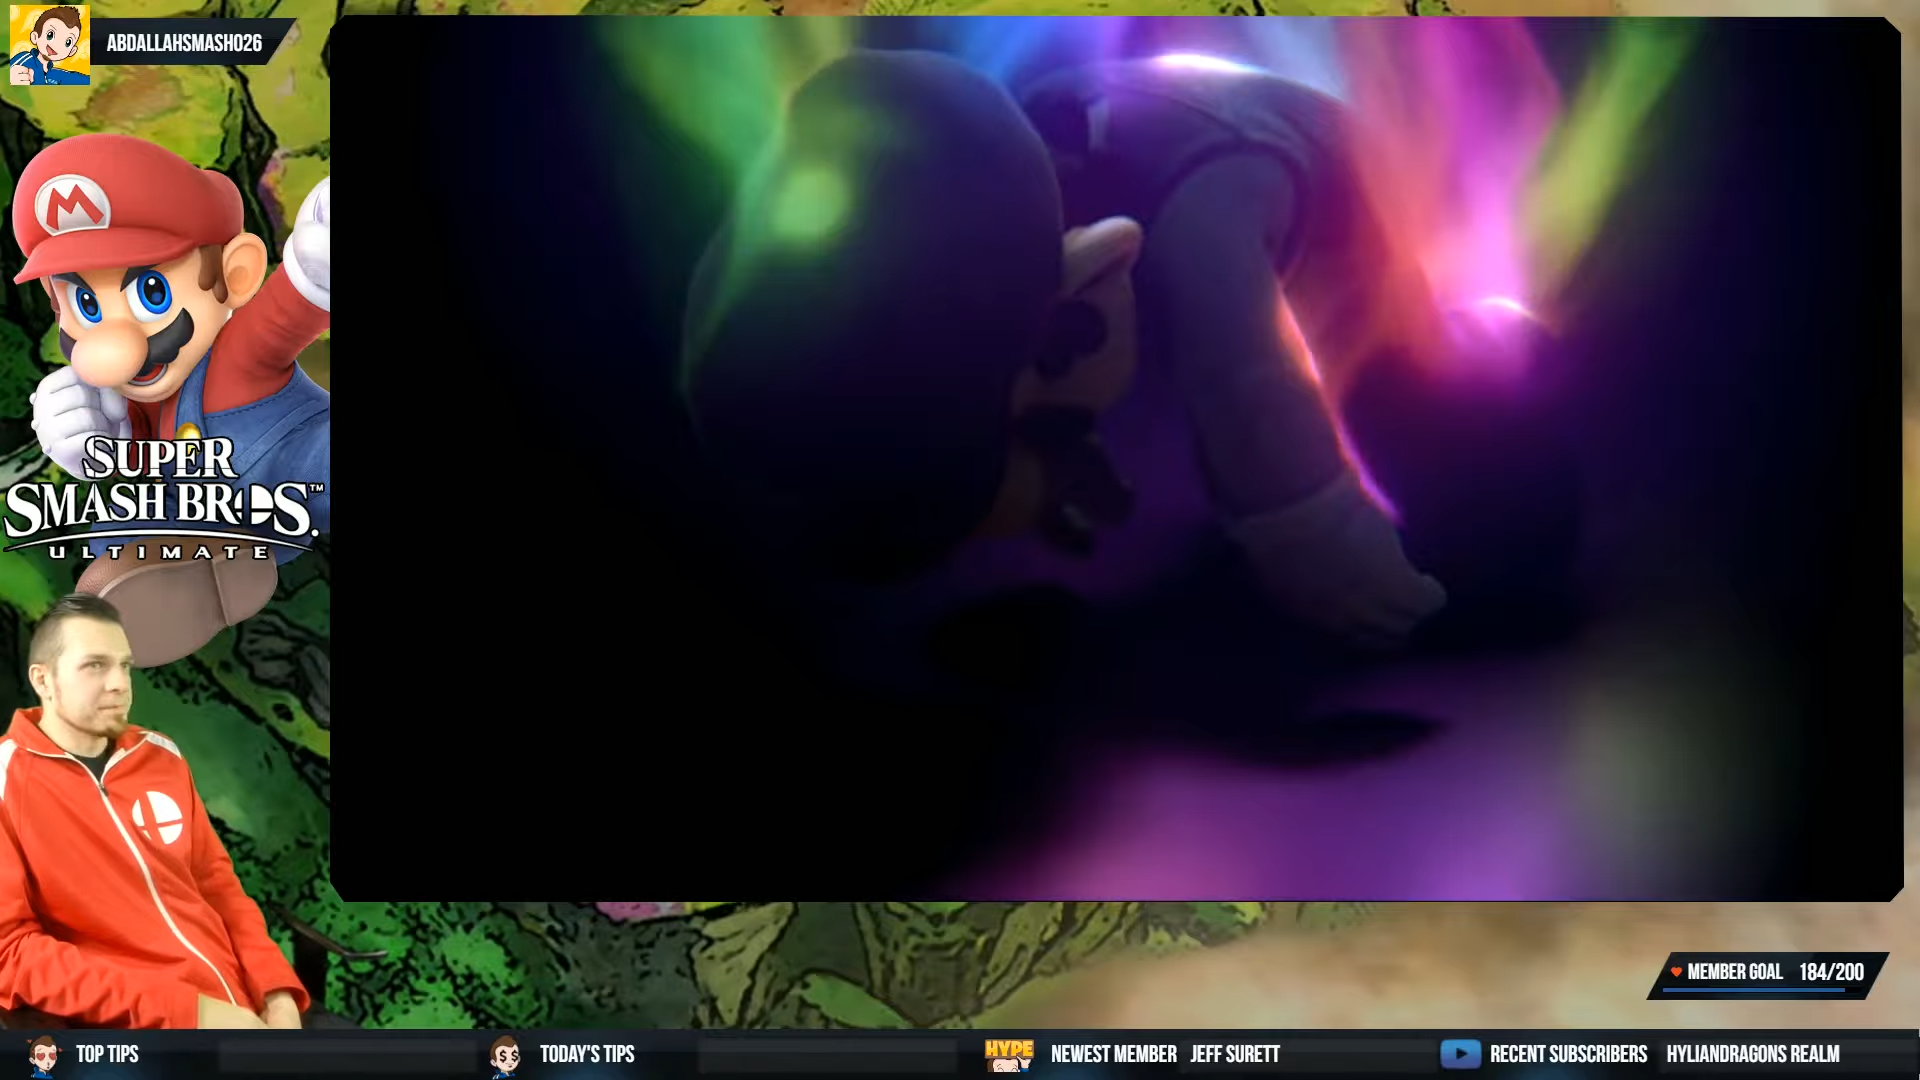 ABDALLAHSMASH026
M
SUPER
SMASH BROS.™
ULTIMATE
MEMBER GOAL 184/200
TOP TIPS
TODAY'S TIPS
HYPE
NEWEST MEMBER JEFF SURETT
RECENT SUBSCRIBERS HYLIANDRAGONS REALM